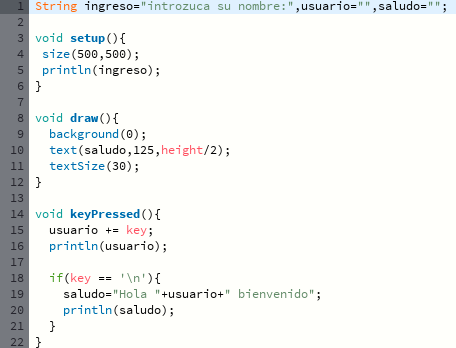 1 String ingreso="introzuca su nombre:",usuario="",saludo="";
2
3 void setup(){
4 size(500,500);
5 println(ingreso);
6 }
7
8 void draw(){
9 background(0);
10 text(saludo,125,height/2);
11 textSize(30);
12 }
13
14 void keyPressed(){
15 usuario += key;
16 println(usuario);
17
18 if(key == '\n'){
19 saludo="Hola "+usuario+" bienvenido";
20 println(saludo);
21 }
22 }